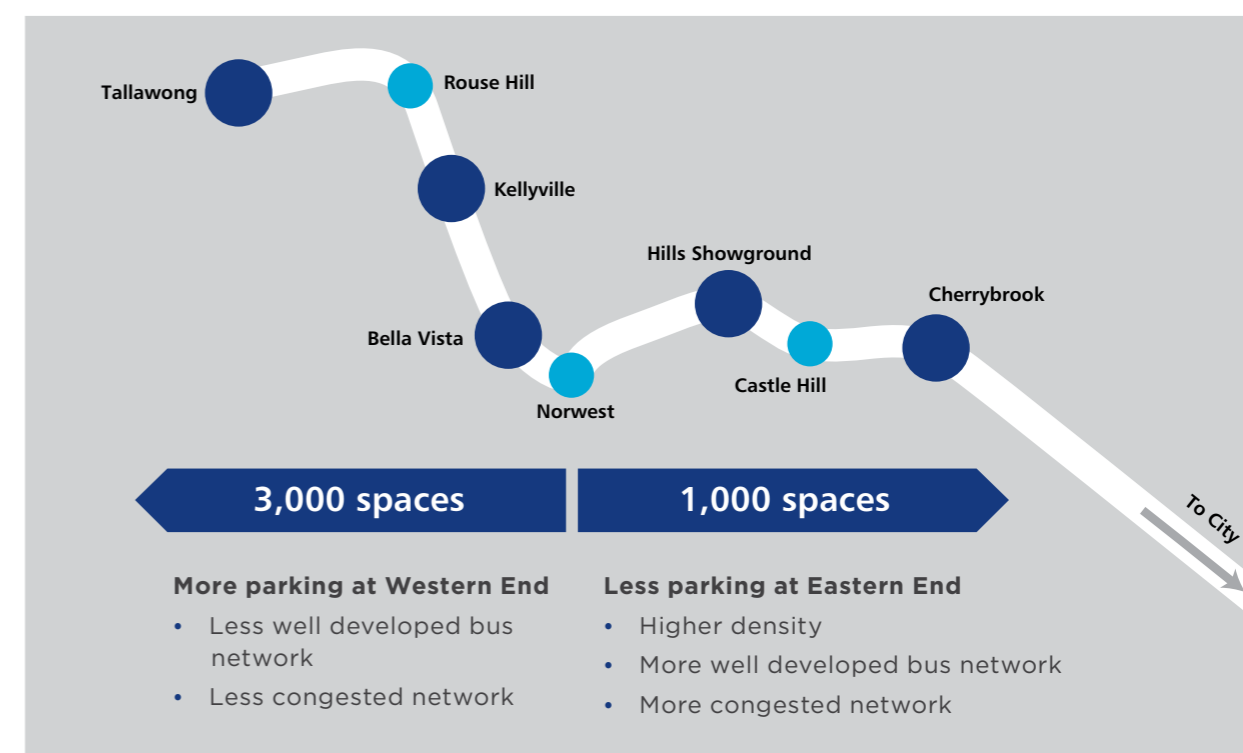 Tallawong
Rouse Hill
Kellyville
Bella Vista
Norwest
Hills Showground
Castle Hill
Cherrybrook
To City
3,000 spaces
1,000 spaces
More parking at Western End
• Less well developed bus
network
• Less congested network
Less parking at Eastern End
• Higher density
• More well developed bus network
• More congested network